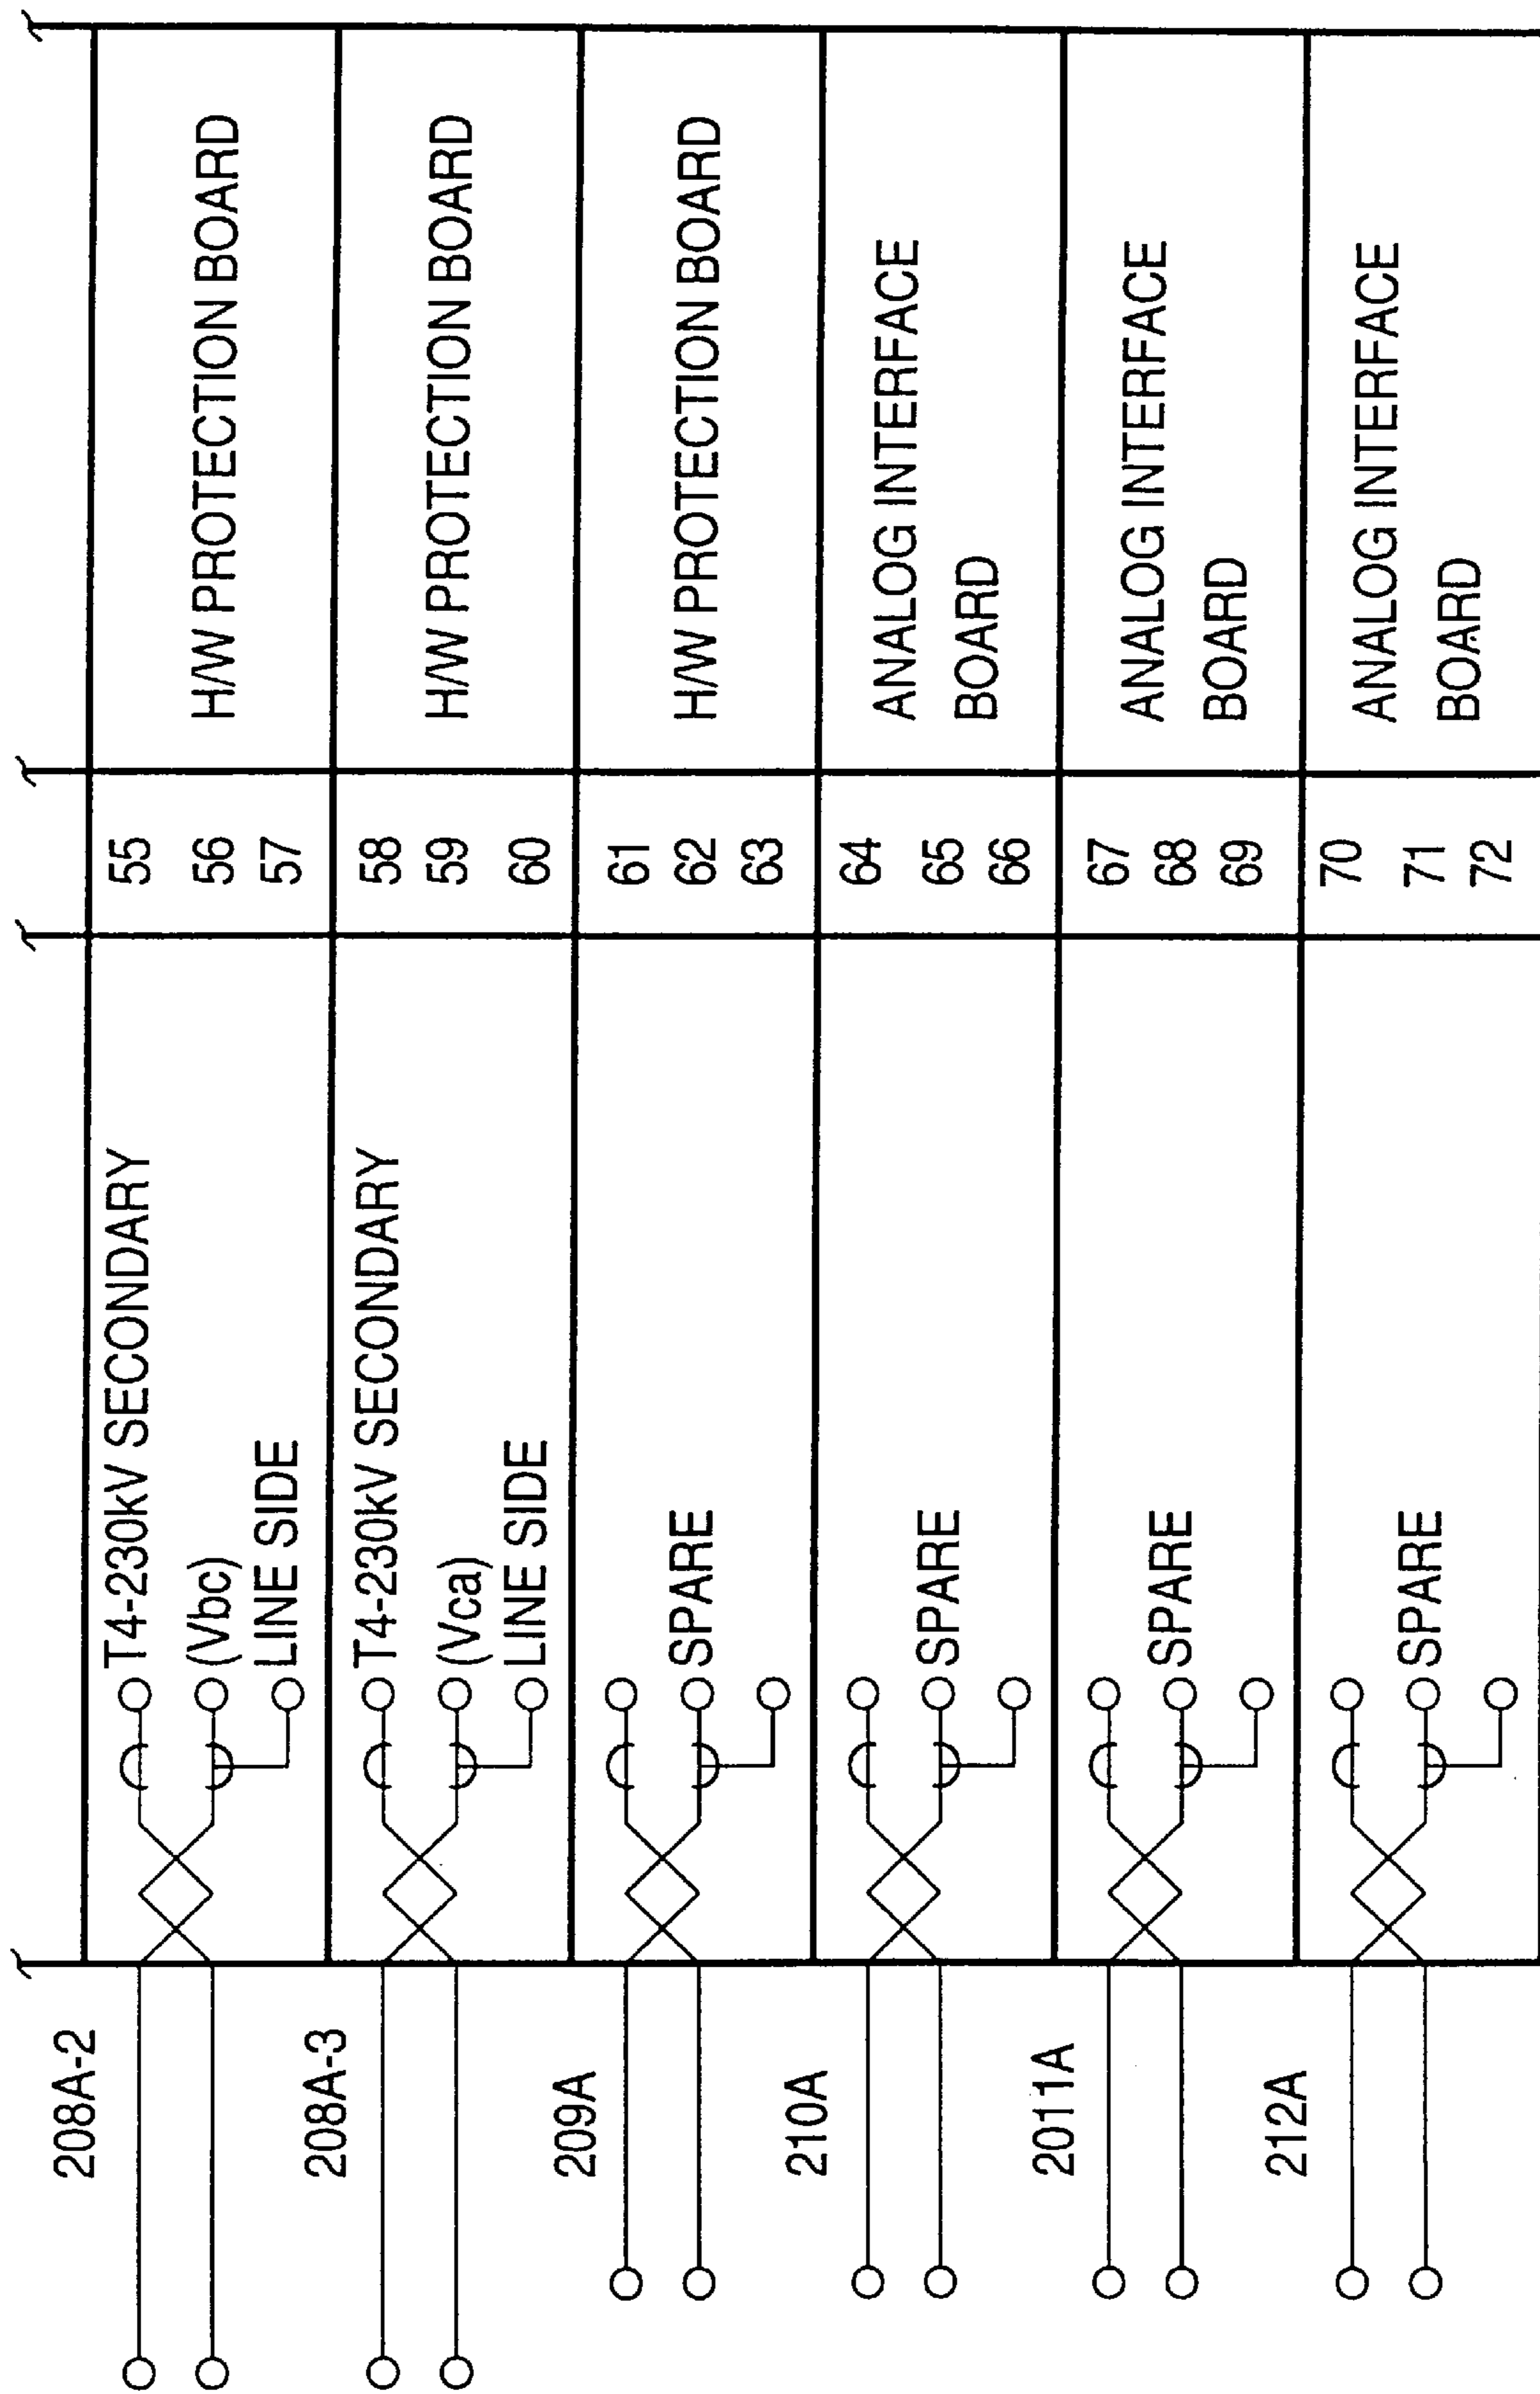 208A-2
T4-230kV SECONDARY
(Vbc)
LINE SIDE
55
56
57
H/W PROTECTION BOARD
208A-3
T4-230kV SECONDARY
(Vca)
LINE SIDE
58
59
60
H/W PROTECTION BOARD
209A
SPARE
61
62
63
H/W PROTECTION BOARD
210A
SPARE
64
65
66
ANALOG INTERFACE
BOARD
2011A
SPARE
67
68
69
ANALOG INTERFACE
BOARD
212A
SPARE
70
71
72
ANALOG INTERFACE
BOARD